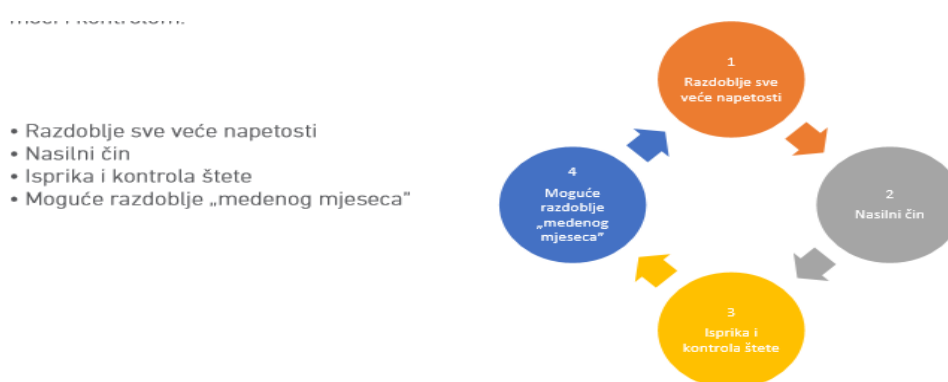 • Razdoblje sve veće napetosti
• Nasilni čin
• Isprika i kontrola štete
• Moguće razdoblje „medenog mjeseca”
1
Razdoblje sve
veće napetosti
2
Nasilni čin
3
Isprika i
kontrola štete
4
Moguće
razdoblje
„medenog
mjeseca”